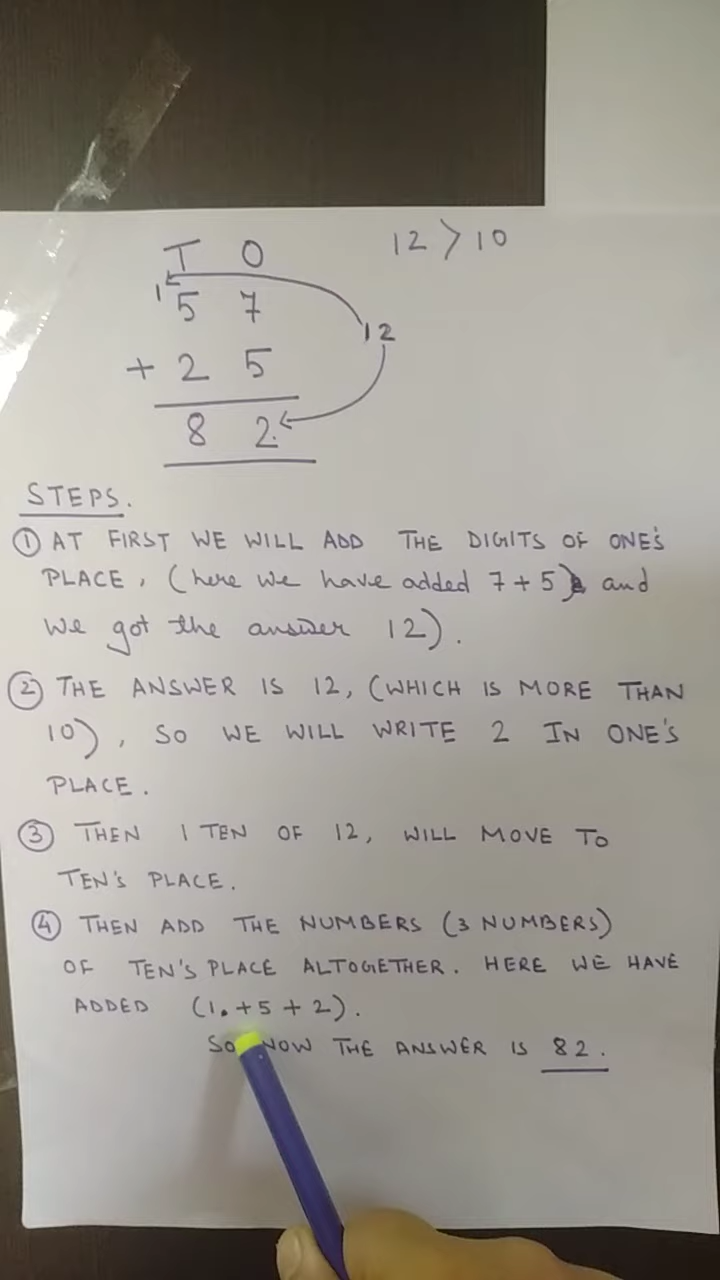 T O 12 > 10
1
5 7
12
+ 2 5
8 2
STEPS.
① AT FIRST WE WILL ADD THE DIGITS OF ONE'S
PLACE, (here we have added 7+5) and
we got the answer 12).
② THE ANSWER IS 12, (WHICH IS MORE THAN
10), SO WE WILL WRITE 2 IN ONE'S
PLACE.
③ THEN 1 TEN OF 12, WILL MOVE TO
TEN'S PLACE.
④ THEN ADD THE NUMBERS (3 NUMBERS)
OF TEN'S PLACE ALTOGETHER. HERE WE HAVE
ADDED (1+5+2).
SO NOW THE ANSWER IS 82.